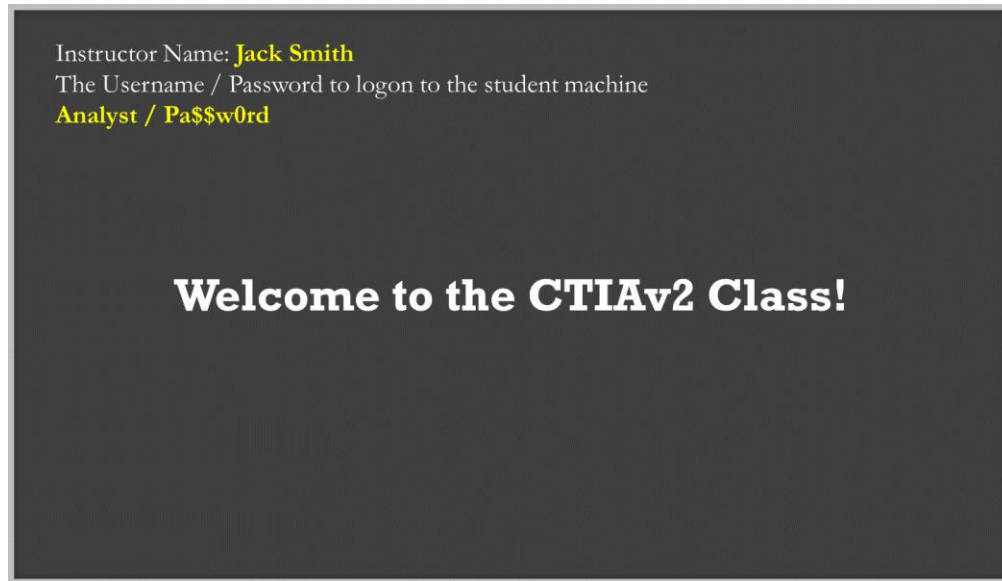 Instructor Name: Jack Smith
The Username / Password to logon to the student machine
Analyst / Pa$$w0rd
Welcome to the CTIAv2 Class!